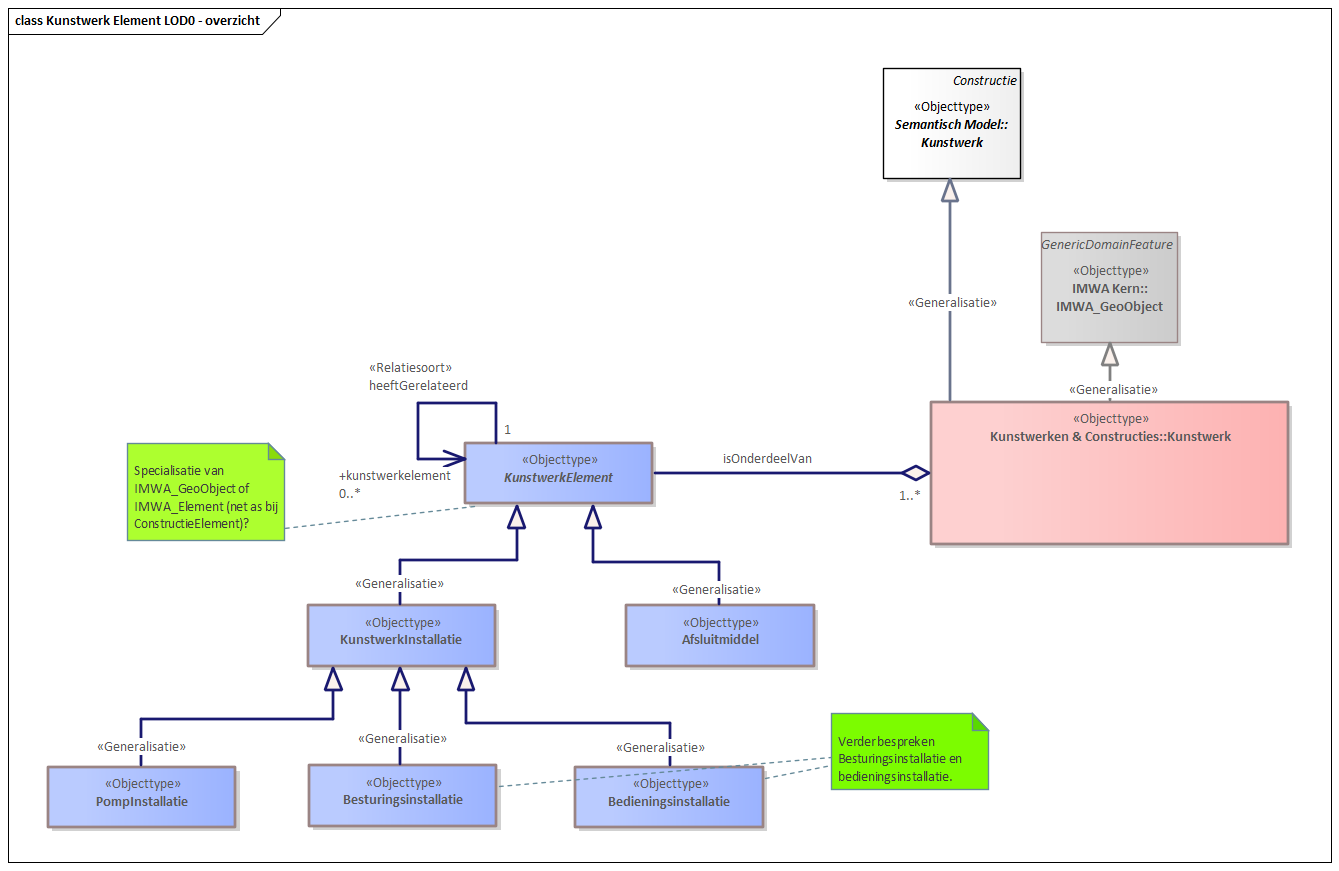 class Kunstwerk Element LOD0 - overzicht
Constructie
«Objecttype»
Semantisch Model::
Kunstwerk
GenericDomainFeature
«Objecttype»
IMWA Kern::
IMWA_GeoObject
«Generalisatie»
«Generalisatie»
«Objecttype»
Kunstwerken & Constructies::Kunstwerk
«Relatiesoort»
heeftGerelateerd
1
+kunstwerkelement
0..*
«Objecttype»
KunstwerkElement
isOnderdeelVan
1..*
Specialisatie van
IMWA_GeoObject of
IMWA_Element (net as bij
ConstructieElement)?
«Generalisatie»
«Generalisatie»
«Objecttype»
KunstwerkInstallatie
«Objecttype»
Afsluitmiddel
«Generalisatie»
«Generalisatie»
«Generalisatie»
Verder bespreken
Besturingsinstallatie en
bedieningsinstallatie.
«Objecttype»
PompInstallatie
«Objecttype»
Besturingsinstallatie
«Objecttype»
Bedieningsinstallatie